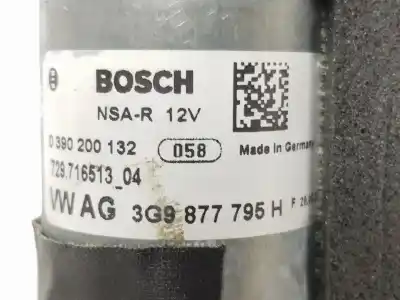 BOSCH
NSA-R 12V
0 390 200 132 058
Made in Germany
729.716513_04
VW AG 3G9 877 795 H F